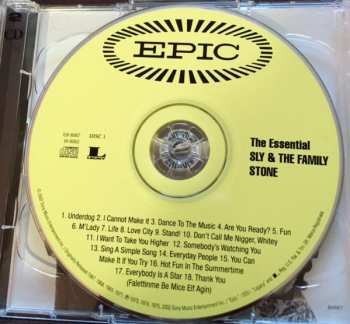 EPIC
DISC 1
The Essential
SLY & THE FAMILY
STONE
1. Underdog 2. I Cannot Make It 3. Dance To The Music 4. Are You Ready? 5. Fun
6. M'Lady 7. Life 8. Love City 9. Stand! 10. Don't Call Me Nigger, Whitey
11. I Want To Take You Higher 12. Somebody's Watching You
13. Sing A Simple Song 14. Everyday People 15. You Can
Make It If You Try 16. Hot Fun In The Summertime
17. Everybody is A Star 18. Thank You
(Falettinme Be Mice Elf Agin)